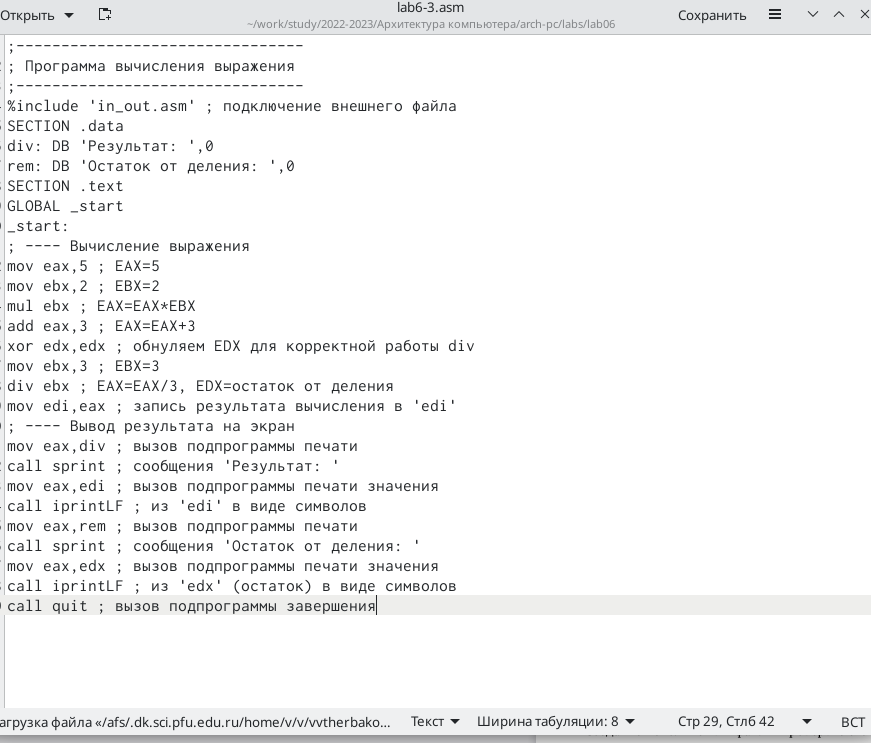 Открыть
lab6-3.asm
~/work/study/2022-2023/Архитектура компьютера/arch-pc/labs/lab06
Сохранить
;--------------------------------
; Программа вычисления выражения
;--------------------------------
%include 'in_out.asm' ; подключение внешнего файла
SECTION .data
div: DB 'Результат: ',0
rem: DB 'Остаток от деления: ',0
SECTION .text
GLOBAL _start
_start:
; ---- Вычисление выражения
mov eax,5 ; EAX=5
mov ebx,2 ; EBX=2
mul ebx ; EAX=EAX*EBX
add eax,3 ; EAX=EAX+3
xor edx,edx ; обнуляем EDX для корректной работы div
mov ebx,3 ; EBX=3
div ebx ; EAX=EAX/3, EDX=остаток от деления
mov edi,eax ; запись результата вычисления в 'edi'
; ---- Вывод результата на экран
mov eax,div ; вызов подпрограммы печати
call sprint ; сообщения 'Результат: '
mov eax,edi ; вызов подпрограммы печати значения
call iprintLF ; из 'edi' в виде символов
mov eax,rem ; вызов подпрограммы печати
call sprint ; сообщения 'Остаток от деления: '
mov eax,edx ; вызов подпрограммы печати значения
call iprintLF ; из 'edx' (остаток) в виде символов
call quit ; вызов подпрограммы завершения
агрузка файла «/afs/.dk.sci.pfu.edu.ru/home/v/v/vvtherbako... Текст Ширина табуляции: 8 Стр 29, Стлб 42 ВСТ